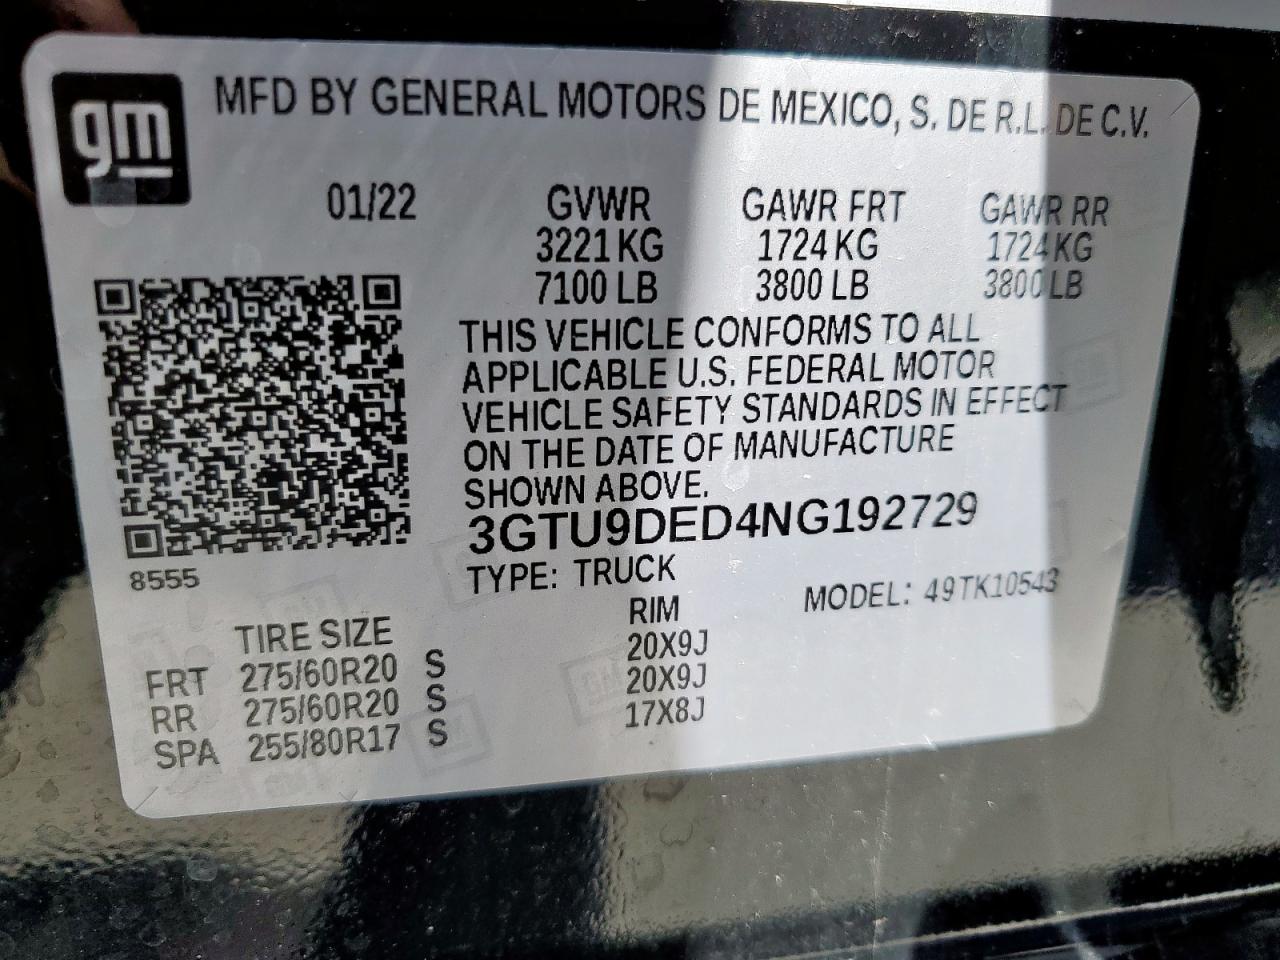 gm
MFD BY GENERAL MOTORS DE MEXICO, S. DE R.L. DE C.V.
01/22 GVWR GAWR FRT GAWR RR
3221 KG 1724 KG 1724 KG
7100 LB 3800 LB 3800 LB
THIS VEHICLE CONFORMS TO ALL
APPLICABLE U.S. FEDERAL MOTOR
VEHICLE SAFETY STANDARDS IN EFFECT
ON THE DATE OF MANUFACTURE
SHOWN ABOVE.
3GTU9DED4NG192729
8555
TYPE: TRUCK
MODEL: 49TK10543
TIRE SIZE RIM
FRT 275/60R20 S 20X9J
RR 275/60R20 S 20X9J
SPA 255/80R17 S 17X8J